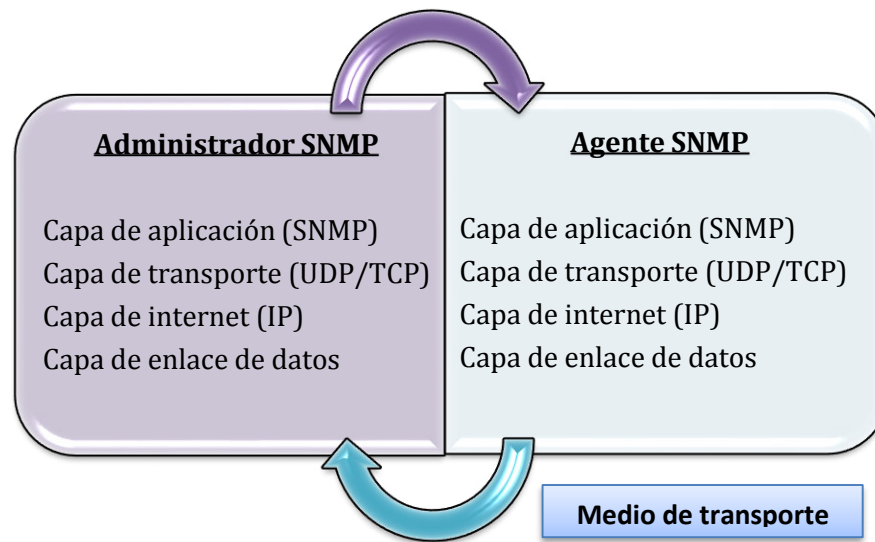 Administrador SNMP
Capa de aplicación (SNMP)
Capa de transporte (UDP/TCP)
Capa de internet (IP)
Capa de enlace de datos
Agente SNMP
Capa de aplicación (SNMP)
Capa de transporte (UDP/TCP)
Capa de internet (IP)
Capa de enlace de datos
Medio de transporte